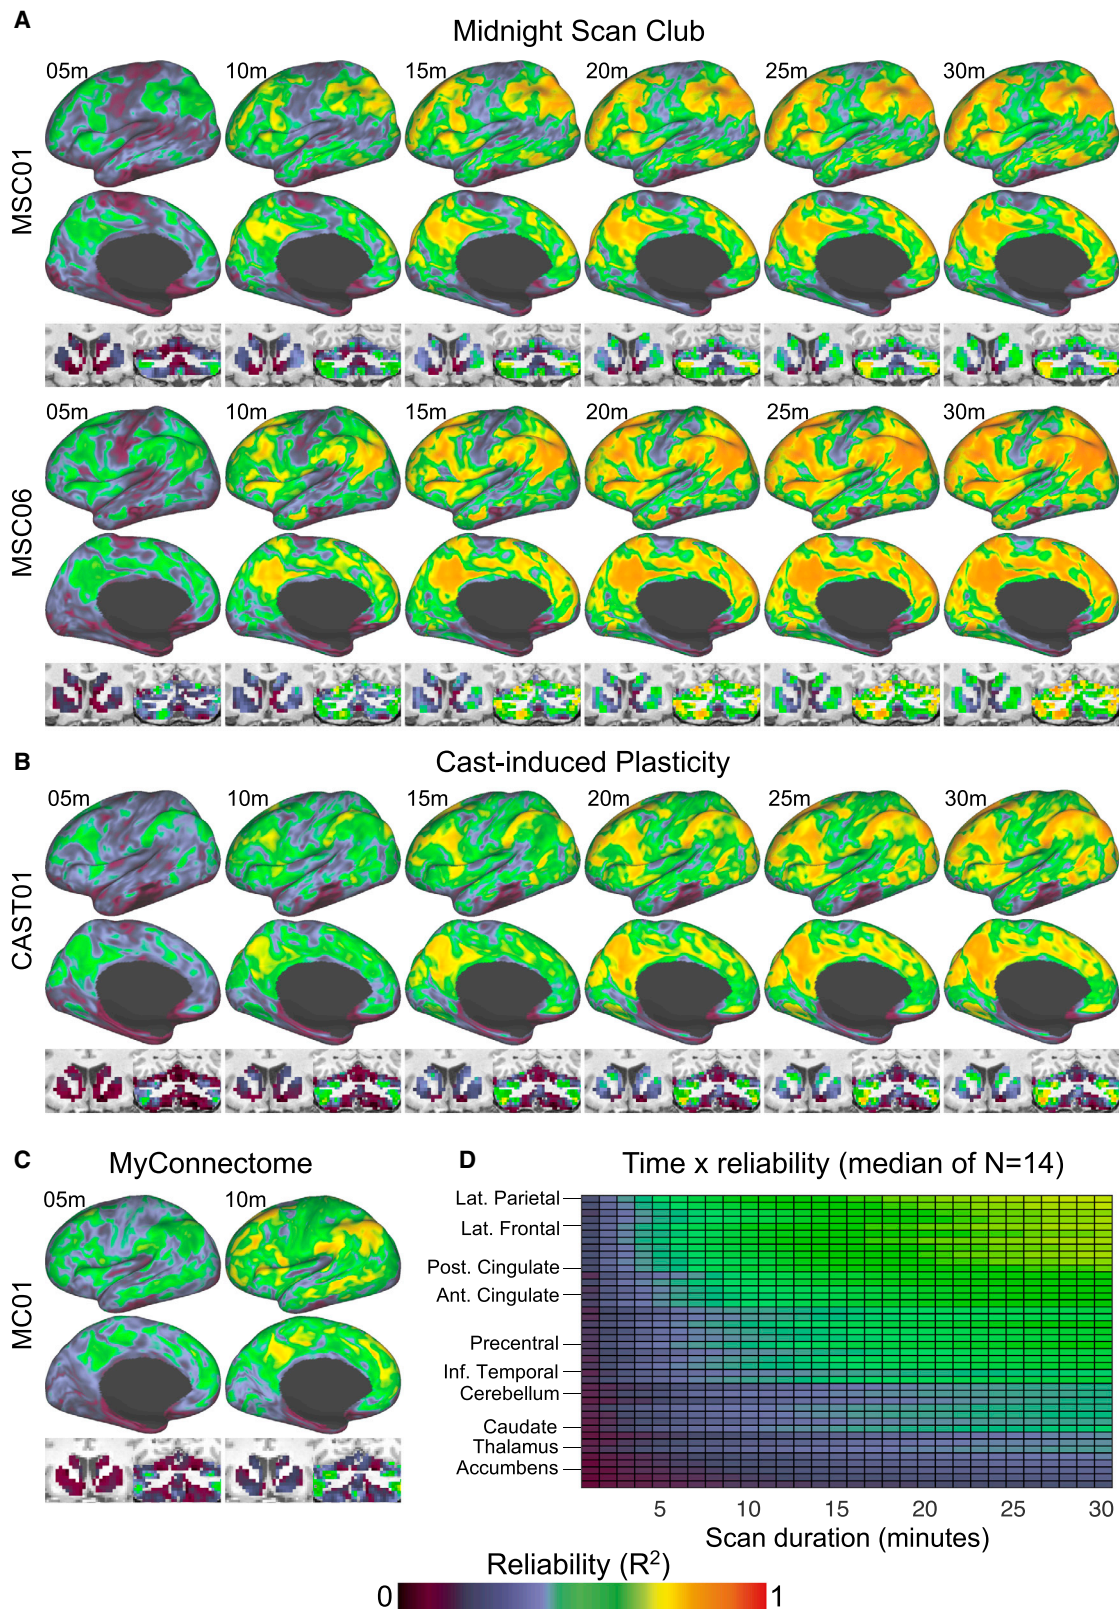 A
Midnight Scan Club
05m 10m 15m 20m 25m 30m
MSC01
05m 10m 15m 20m 25m 30m
MSC06
B
Cast-induced Plasticity
05m 10m 15m 20m 25m 30m
CAST01
C
MyConnectome
05m 10m
MC01
D
Time x reliability (median of N=14)
Lat. Parietal
Lat. Frontal
Post. Cingulate
Ant. Cingulate
Precentral
Inf. Temporal
Cerebellum
Caudate
Thalamus
Accumbens
5 10 15 20 25 30
Scan duration (minutes)
Reliability (R²)
0 1